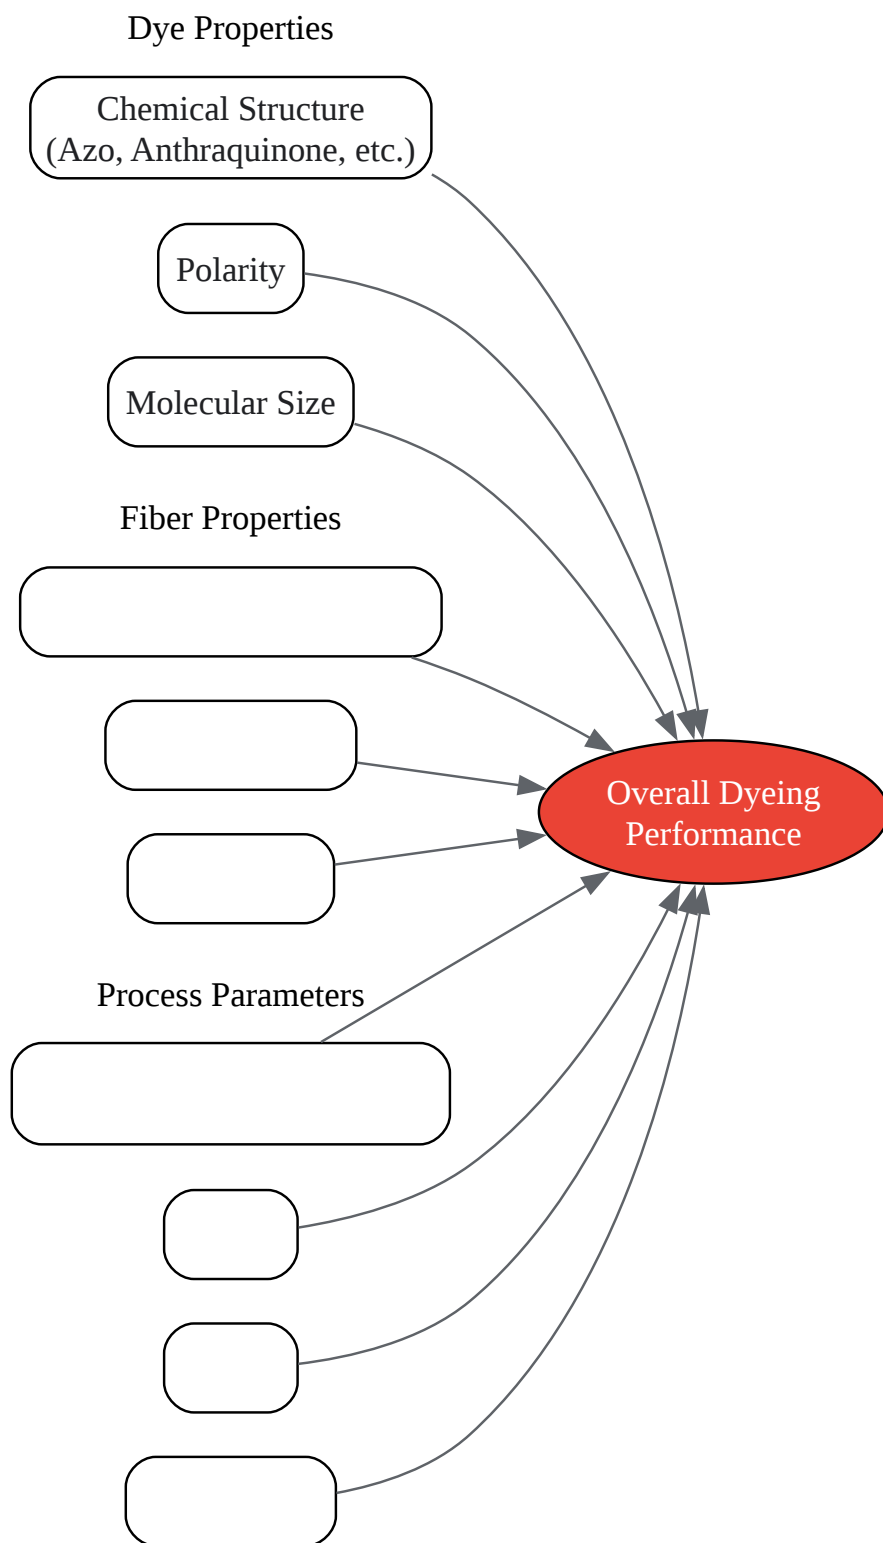 Dye Properties
Chemical Structure
(Azo, Anthraquinone, etc.)
Polarity
Molecular Size
Fiber Properties
Overall Dyeing
Performance
Process Parameters